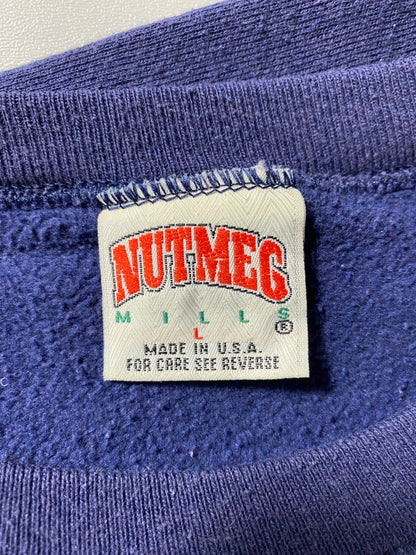 NUTMEG
MILLS
®
L
MADE IN U.S.A.
FOR CARE SEE REVERSE